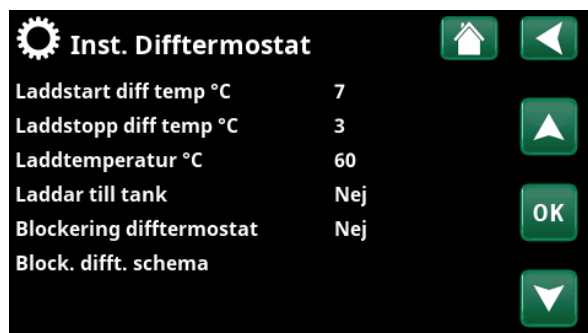 Inst. Difftermostat
Laddstart diff temp °C 7
Laddstopp diff temp °C 3
Laddtemperatur °C 60
Laddar till tank Nej
Blockering difftermostat Nej
Block. difft. schema
OK